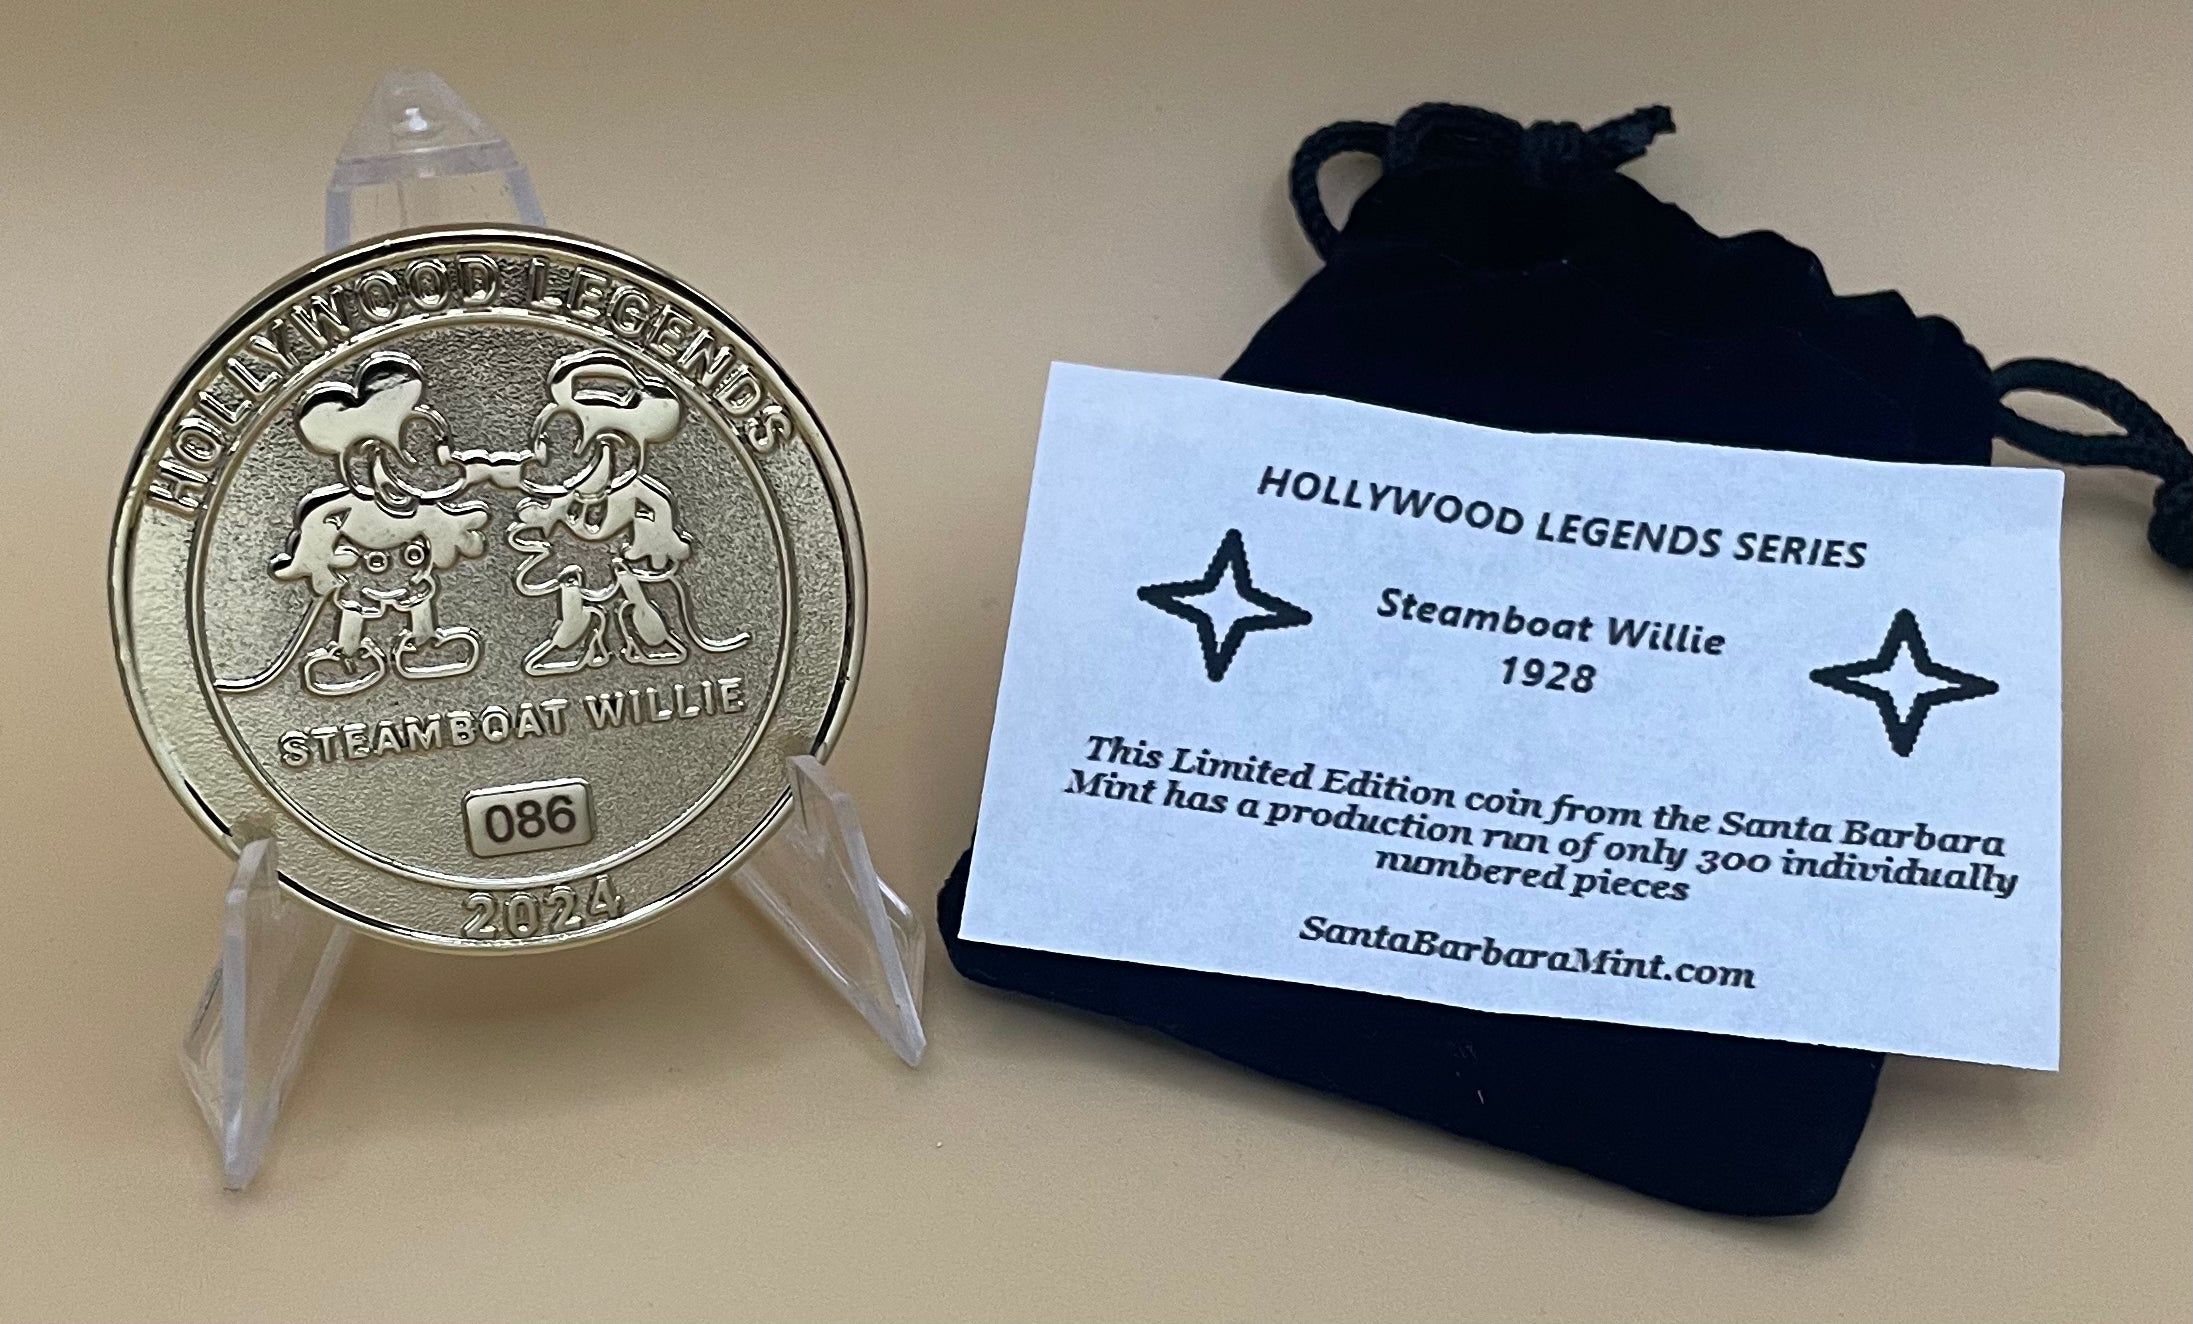 HOLLYWOOD LEGENDS
STEAMBOAT WILLIE
086
2024
HOLLYWOOD LEGENDS SERIES
Steamboat Willie
1928
This Limited Edition coin from the Santa Barbara
Mint has a production run of only 300 individually
numbered pieces
SantaBarbaraMint.com